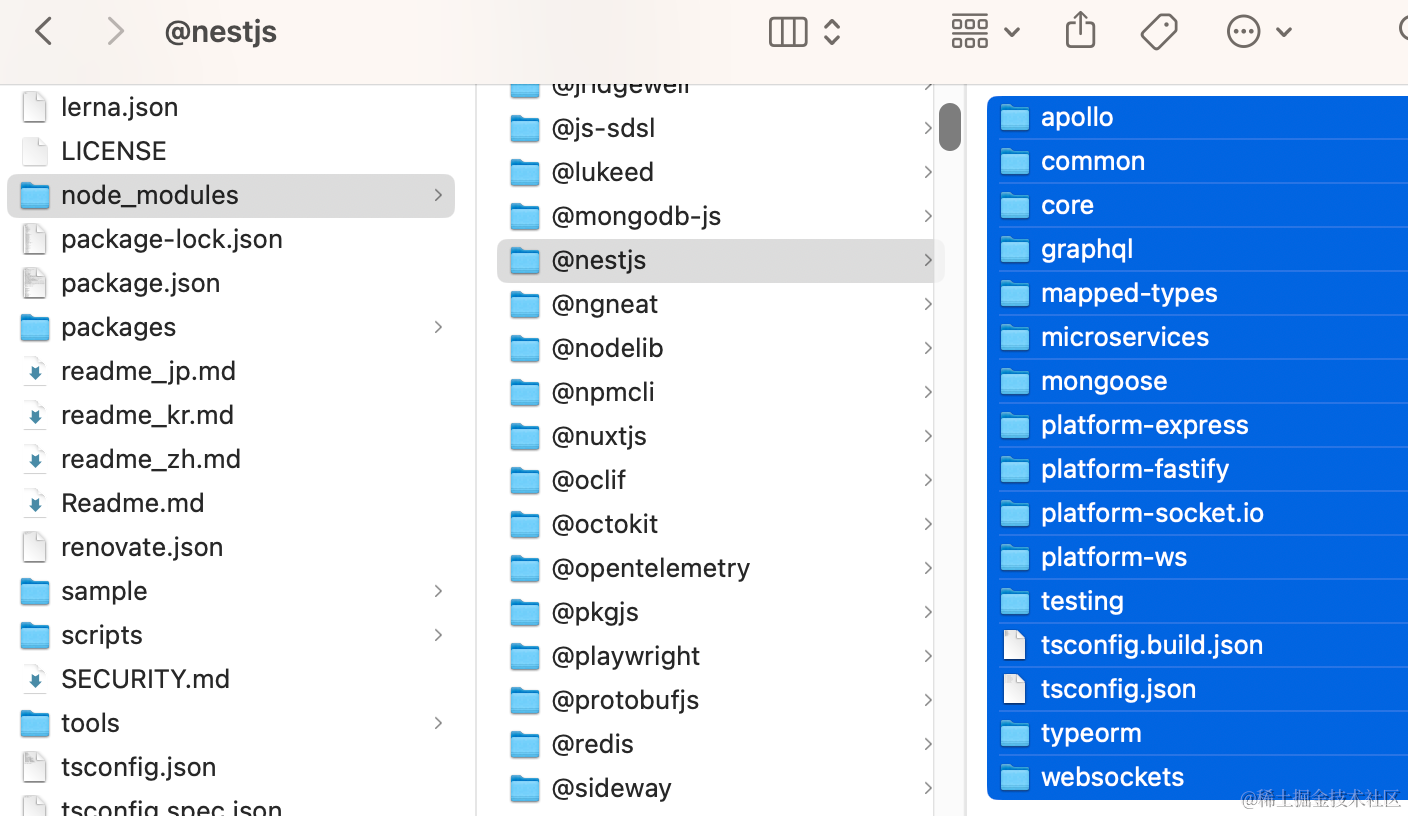 @nestjs
lerna.json
LICENSE
node_modules
package-lock.json
package.json
packages
readme_jp.md
readme_kr.md
readme_zh.md
Readme.md
renovate.json
sample
scripts
SECURITY.md
tools
tsconfig.json
tsconfig.spec.json
@jridgewell
@js-sdsl
@lukeed
@mongodb-js
@nestjs
@ngneat
@nodelib
@npmcli
@nuxtjs
@oclif
@octokit
@opentelemetry
@pkgjs
@playwright
@protobufjs
@redis
@sideway
apollo
common
core
graphql
mapped-types
microservices
mongoose
platform-express
platform-fastify
platform-socket.io
platform-ws
testing
tsconfig.build.json
tsconfig.json
typeorm
websockets
@稀土掘金技术社区